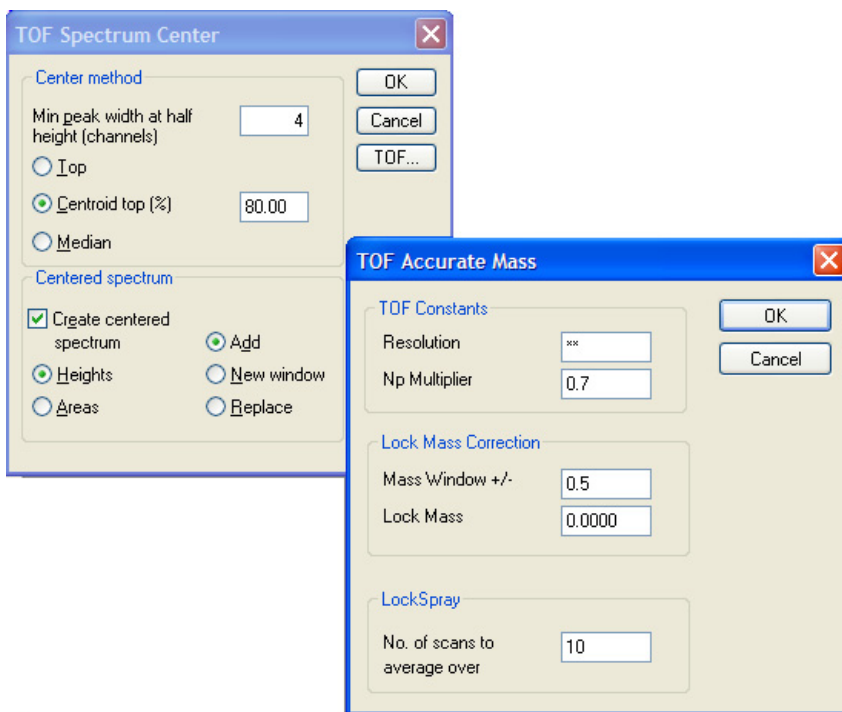 TOF Spectrum Center
Center method
Min peak width at half
height (channels)
4
Top
Centroid top (%)
80.00
Median
OK
Cancel
TOF...
Centered spectrum
Create centered
spectrum
Add
Heights
New window
Areas
Replace
TOF Accurate Mass
TOF Constants
Resolution
**
Np Multiplier
0.7
OK
Cancel
Lock Mass Correction
Mass Window +/-
0.5
Lock Mass
0.0000
LockSpray
No. of scans to
average over
10